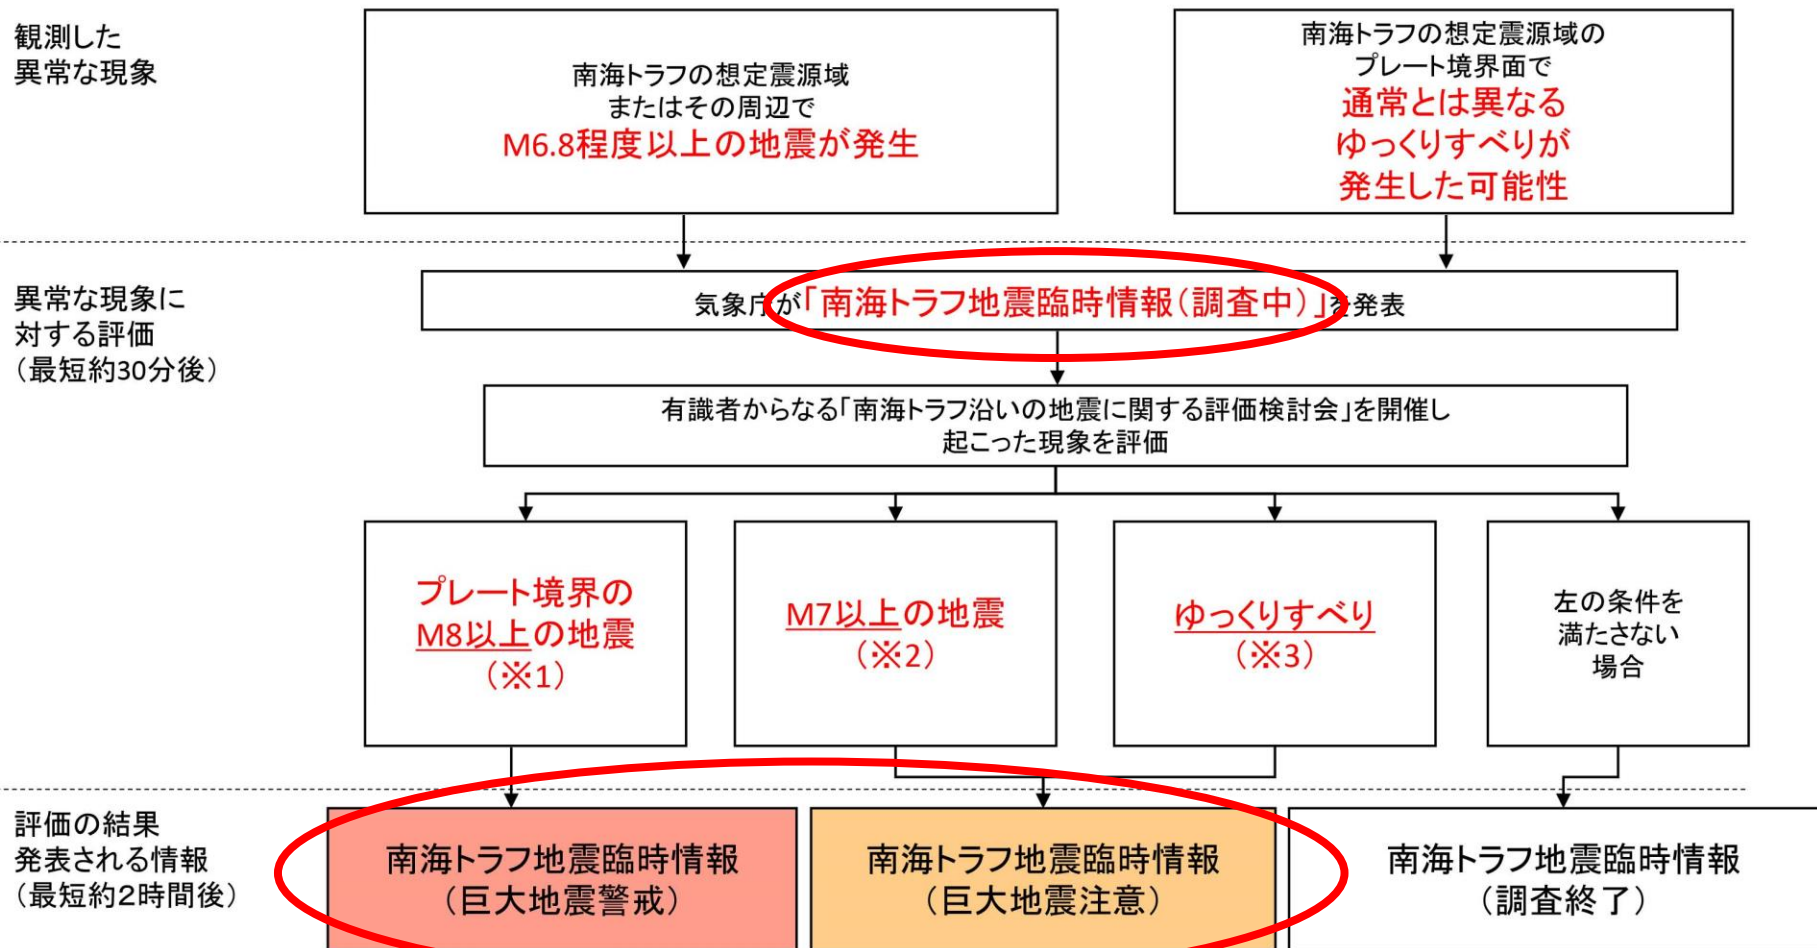 観測した
異常な現象
南海トラフの想定震源域
またはその周辺で
M6.8程度以上の地震が発生
南海トラフの想定震源域の
プレート境界面で
通常とは異なる
ゆっくりすべりが
発生した可能性
異常な現象に
対する評価
（最短約30分後）
気象庁が「南海トラフ地震臨時情報（調査中）」を発表
有識者からなる「南海トラフ沿いの地震に関する評価検討会」を開催し
起こった現象を評価
プレート境界の
M8以上の地震
（※1）
M7以上の地震
（※2）
ゆっくりすべり
（※3）
左の条件を
満たさない
場合
評価の結果
発表される情報
（最短約２時間後）
南海トラフ地震臨時情報
（巨大地震警戒）
南海トラフ地震臨時情報
（巨大地震注意）
南海トラフ地震臨時情報
（調査終了）